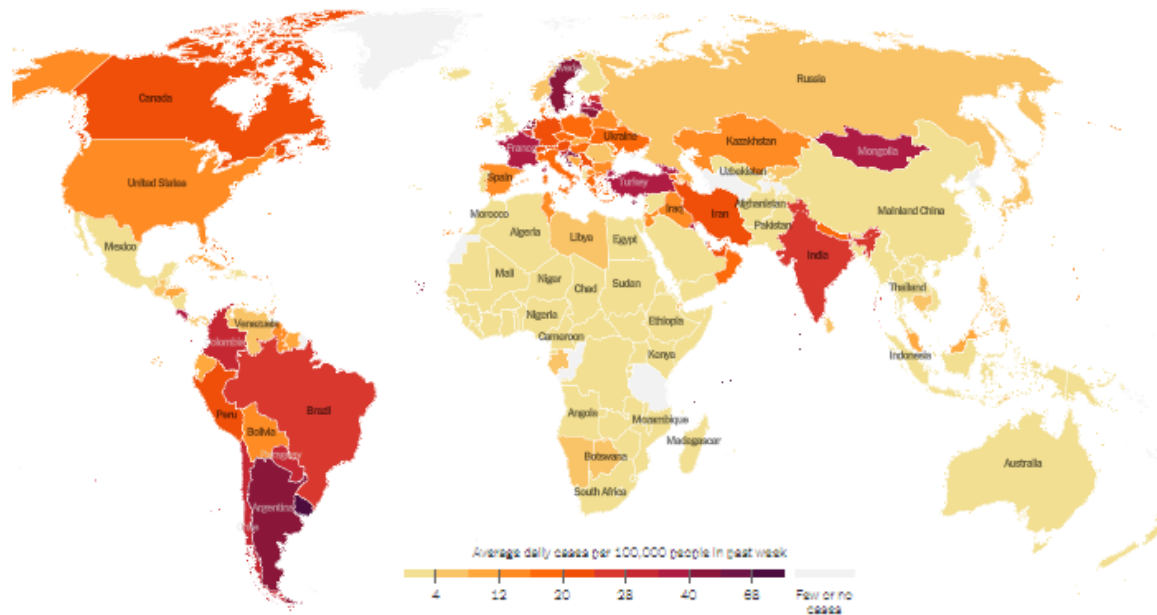 Canada
Russia
Sweden
Ukraine
France
Kazakhstan
Mongolia
United States
Spain
Turkey
Uzbekistan
Afghanistan
Mainland China
Morocco
Iraq
Iran
Pakistan
Mexico
Algeria
Libya
Egypt
India
Mali
Niger
Chad
Sudan
Thailand
Nigeria
Ethiopia
Venezuela
Cameroon
Colombia
Kenya
Indonesia
Brazil
Peru
Angola
Mozambique
Bolivia
Madagascar
Paraguay
Botswana
Australia
South Africa
Argentina
Chile
Average daily cases per 100,000 people in past week
4 12 20 28 40 68
Few or no
cases